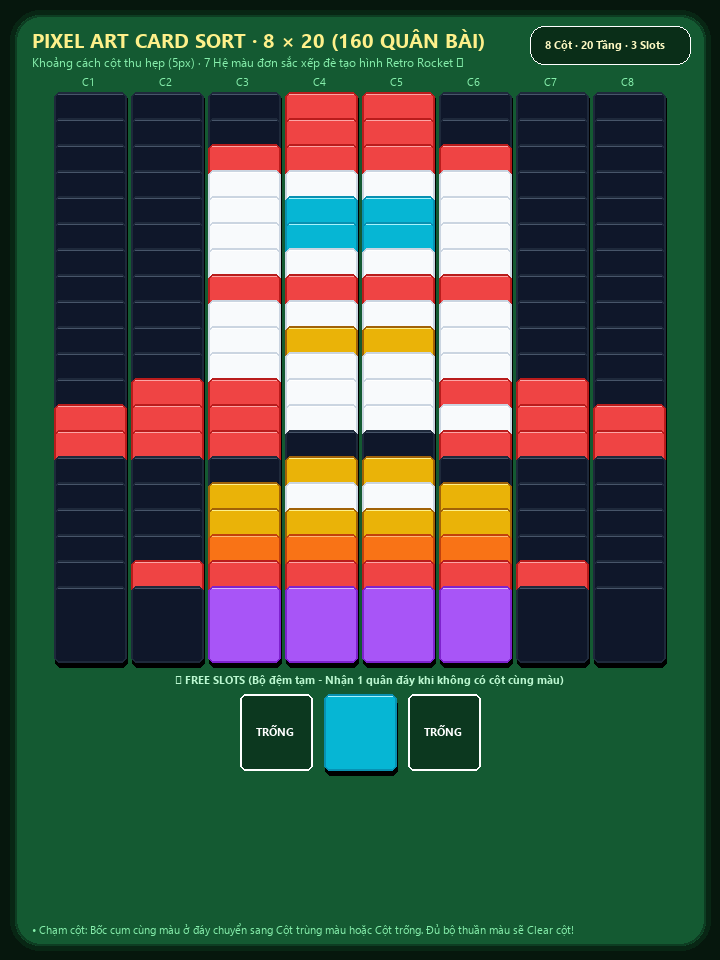 PIXEL ART CARD SORT · 8 × 20 (160 QUÂN BÀI)
8 Cột · 20 Tầng · 3 Slots
Khoảng cách cột thu hẹp (5px) · 7 Hệ màu đơn sắc xếp đè tạo hình Retro Rocket
C1 C2 C3 C4 C5 C6 C7 C8
FREE SLOTS (Bộ đệm tạm - Nhận 1 quân đáy khi không có cột cùng màu)
TRỐNG TRỐNG
• Chạm cột: Bốc cụm cùng màu ở đáy chuyển sang Cột trùng màu hoặc Cột trống. Đủ bộ thuần màu sẽ Clear cột!